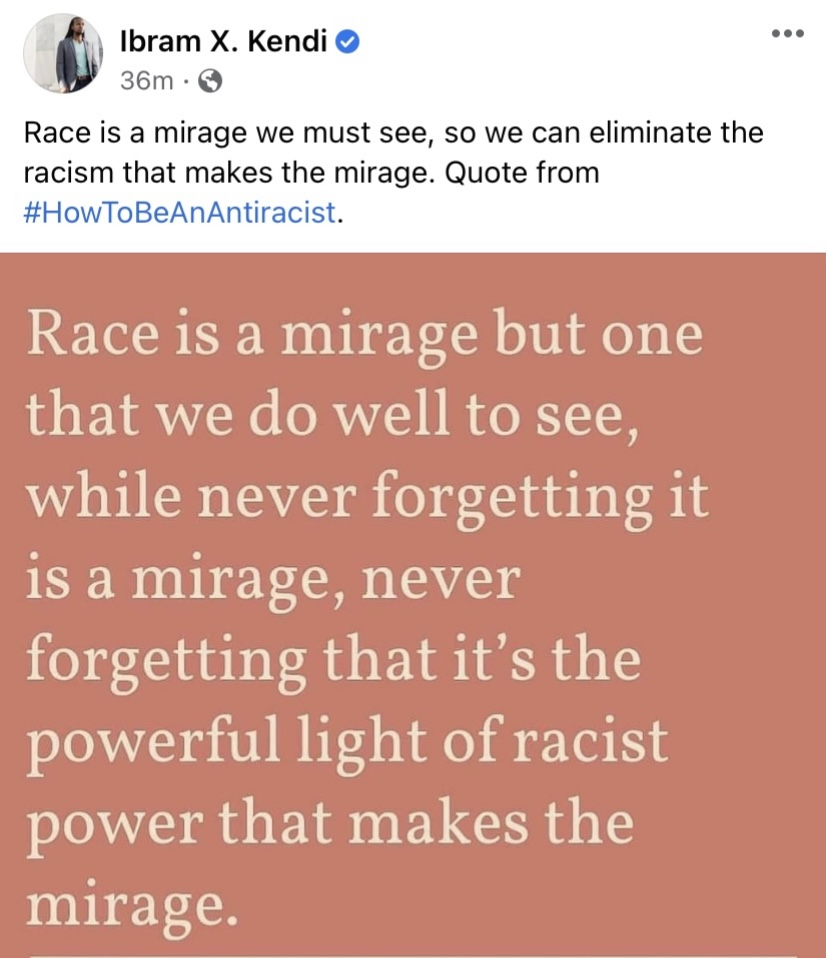 Ibram X. Kendi
36m ·
Race is a mirage we must see, so we can eliminate the
racism that makes the mirage. Quote from
#HowToBeAnAntiracist.
Race is a mirage but one
that we do well to see,
while never forgetting it
is a mirage, never
forgetting that it’s the
powerful light of racist
power that makes the
mirage.